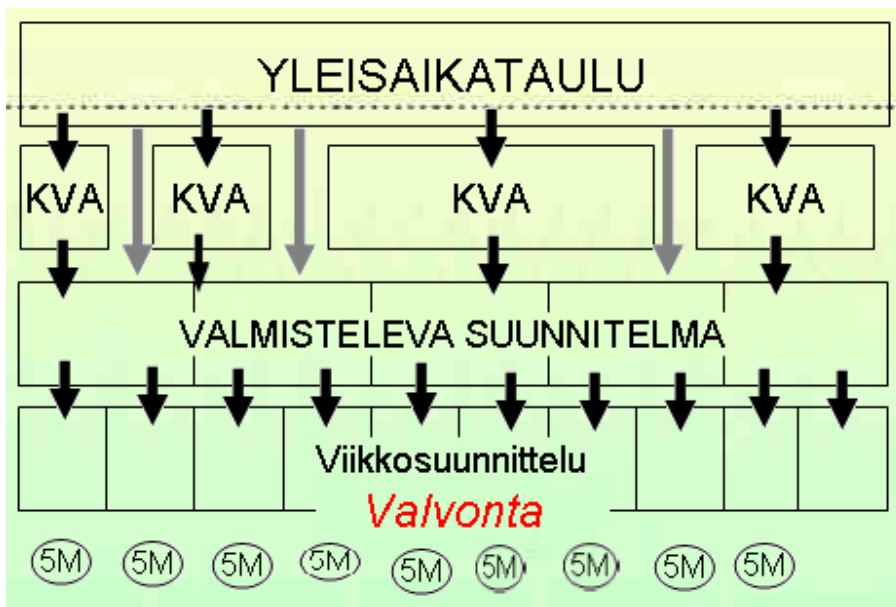 YLEISAIKATAULU
KVA KVA KVA KVA
VALMISTELEVA SUUNNITELMA
Viikkosuunnittelu
Valvonta
5M 5M 5M 5M 5M 5M 5M 5M 5M